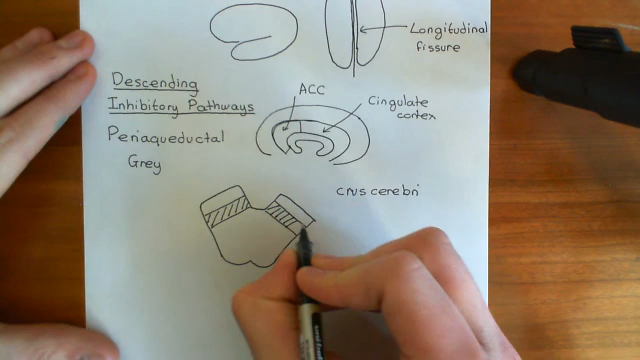 Longitudinal
fissure
Descending
Inhibitory Pathways
ACC
Cingulate
cortex
Periaqueductal
Grey
crus cerebri